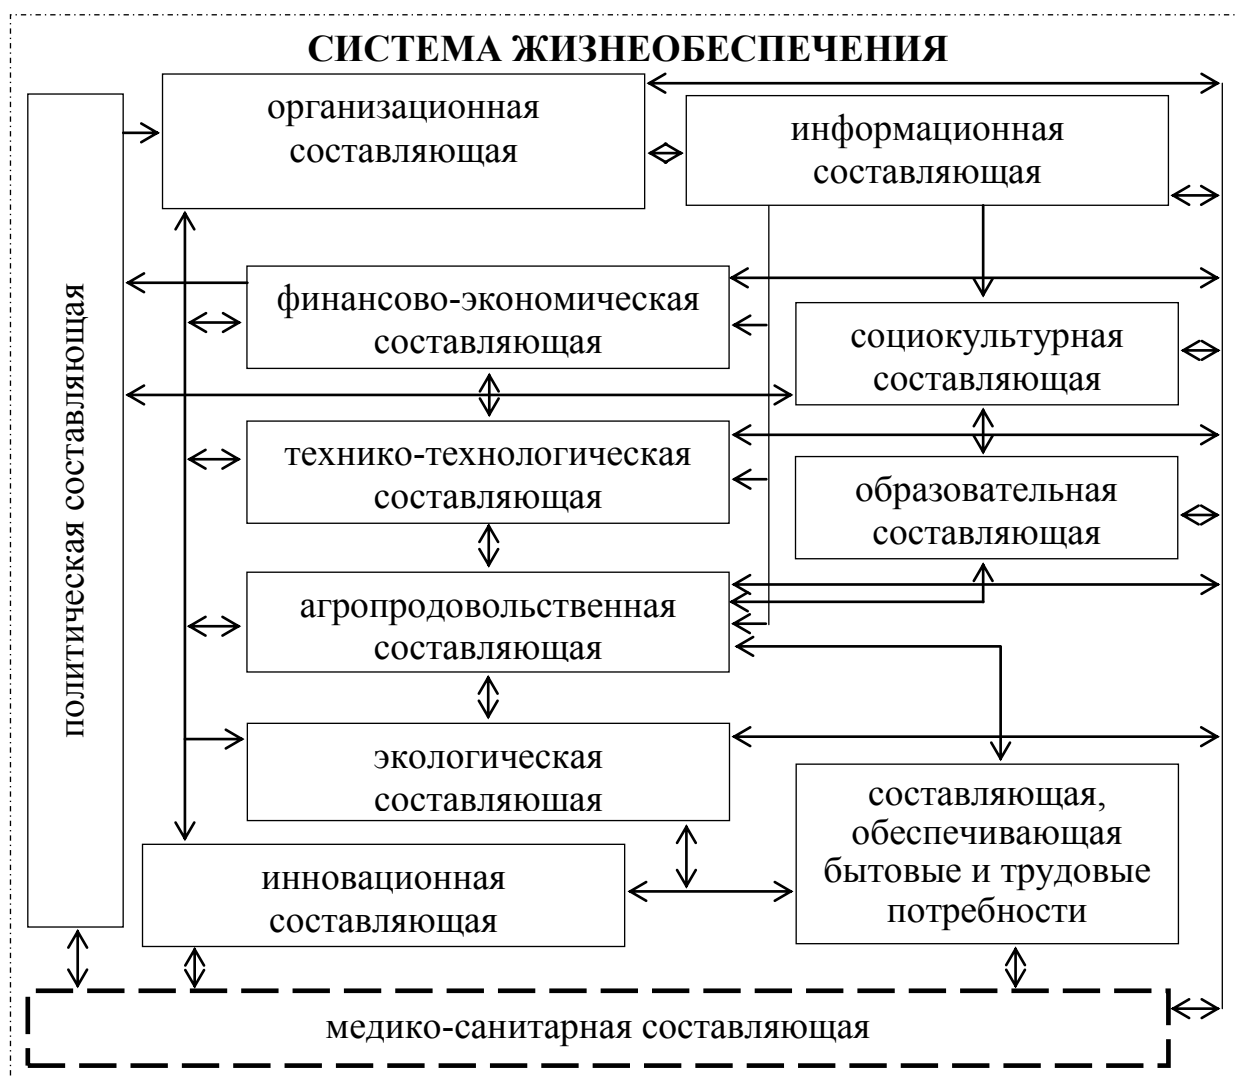 СИСТЕМА ЖИЗНЕОБЕСПЕЧЕНИЯ
политическая составляющая
организационная
составляющая
информационная
составляющая
финансово-экономическая
составляющая
социокультурная
составляющая
технико-технологическая
составляющая
образовательная
составляющая
агропродовольственная
составляющая
экологическая
составляюшая
составляющая,
обеспечивающая
бытовые и трудовые
потребности
инновационная
составляющая
медико-санитарная составляющая